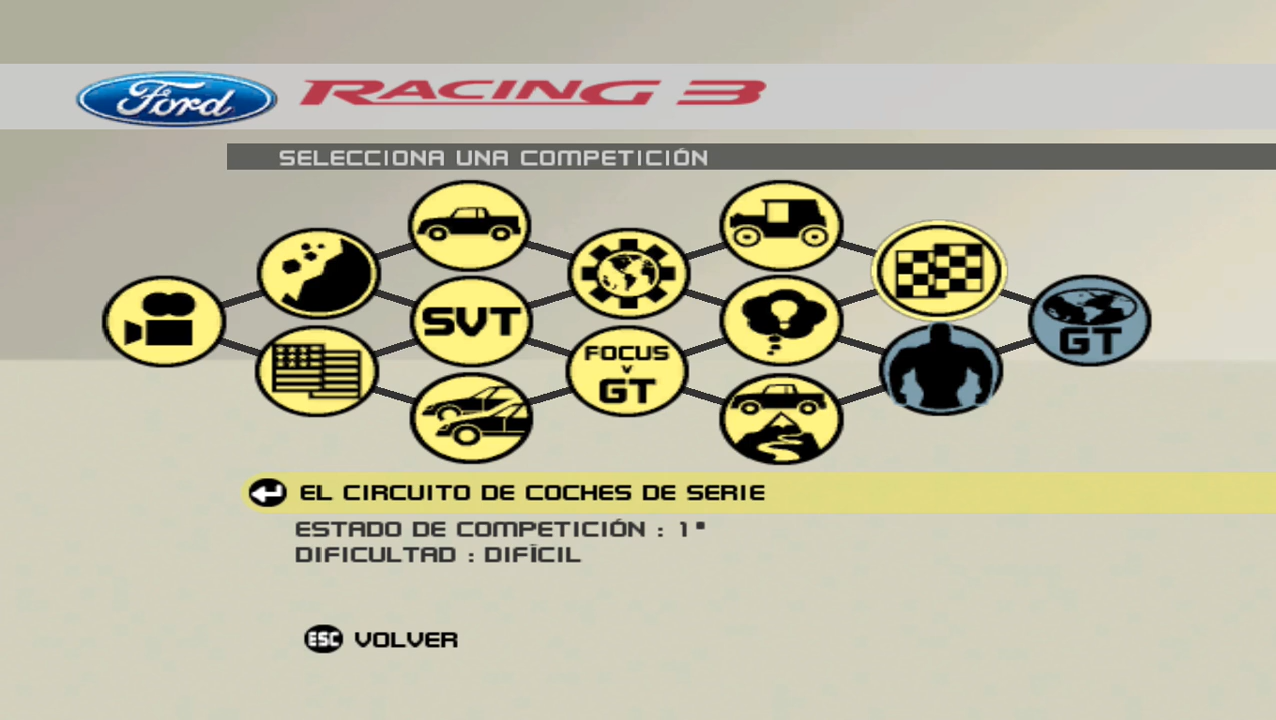 Ford RACING 3
SELECCIONA UNA COMPETICIÓN
SVT
FOCUS
V
GT
GT
EL CIRCUITO DE COCHES DE SERIE
ESTADO DE COMPETICIÓN : 1º
DIFICULTAD : DIFÍCIL
ESC VOLVER